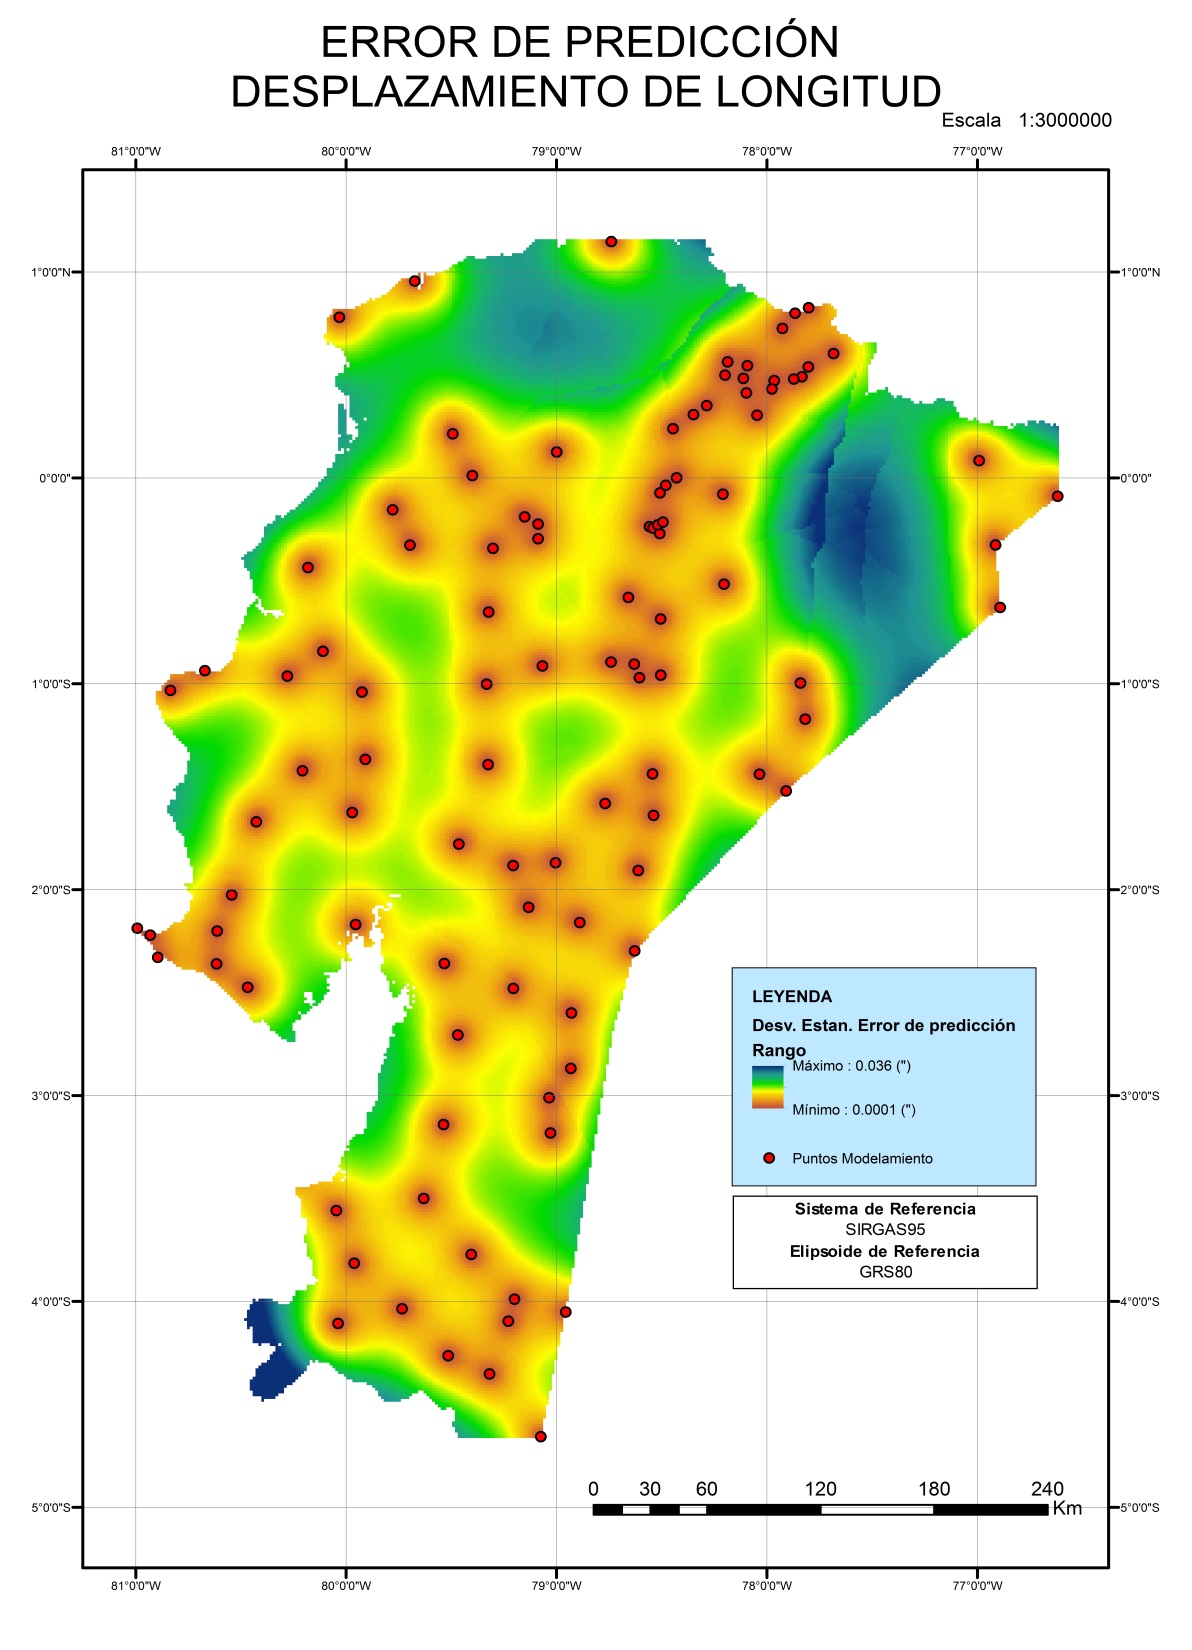 ERROR DE PREDICCIÓN
DESPLAZAMIENTO DE LONGITUD
Escala 1:3000000
81°0'0"W 80°0'0"W 79°0'0"W 78°0'0"W 77°0'0"W
1°0'0"N 1°0'0"N
0°0'0" 0°0'0"
1°0'0"S 1°0'0"S
2°0'0"S 2°0'0"S
LEYENDA
Desv. Estan. Error de predicción
Rango
Máximo : 0.036 (")
3°0'0"S 3°0'0"S
Mínimo : 0.0001 (")
Puntos Modelamiento
Sistema de Referencia
SIRGAS95
Elipsoide de Referencia
GRS80
4°0'0"S 4°0'0"S
0 30 60 120 180 240
Km
5°0'0"S 5°0'0"S
81°0'0"W 80°0'0"W 79°0'0"W 78°0'0"W 77°0'0"W